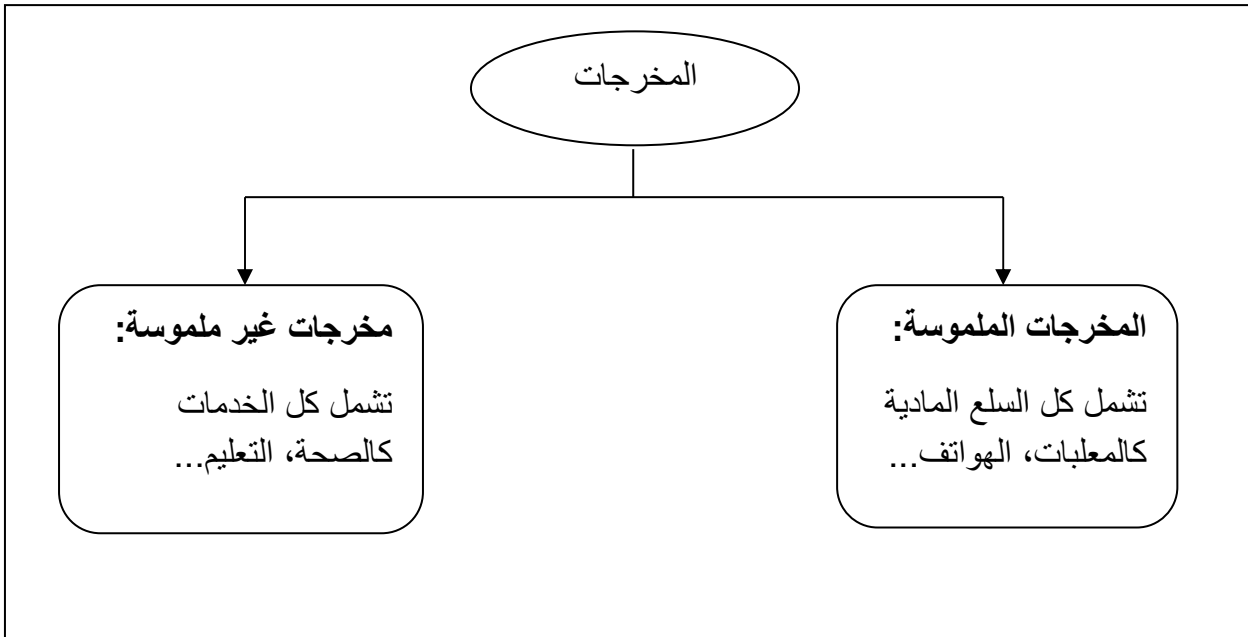 المخرجات
المخرجات الملموسة:
تشمل كل السلع المادية
كالمعلبات، الهواتف...
مخرجات غير ملموسة:
تشمل كل الخدمات
كالصحة، التعليم...